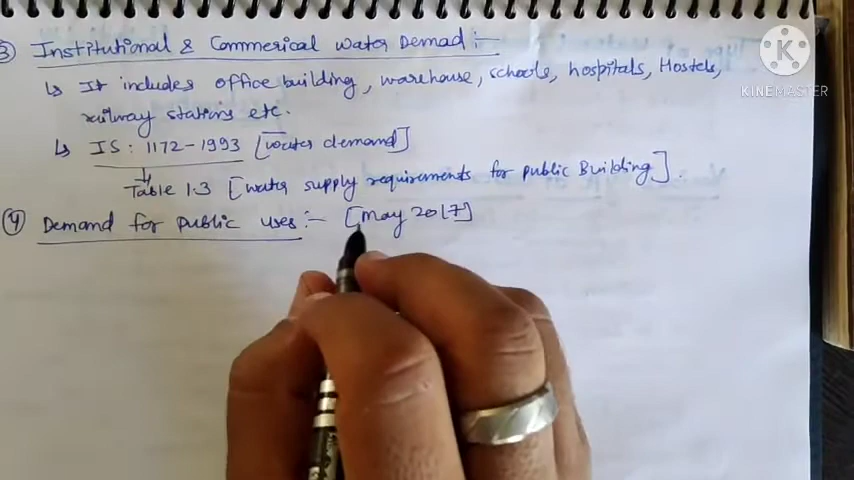 ③ Institutional & Commerical Water Demad :-
↳ It includes office building, warehouse, schools, hospitals, Hostels,
railway stations etc.
↳ IS: 1172-1993 [water demand]
Table 1.3 [water supply requirements for public Building].
④ Demand for public uses :- [May 2017]
KINEMASTER